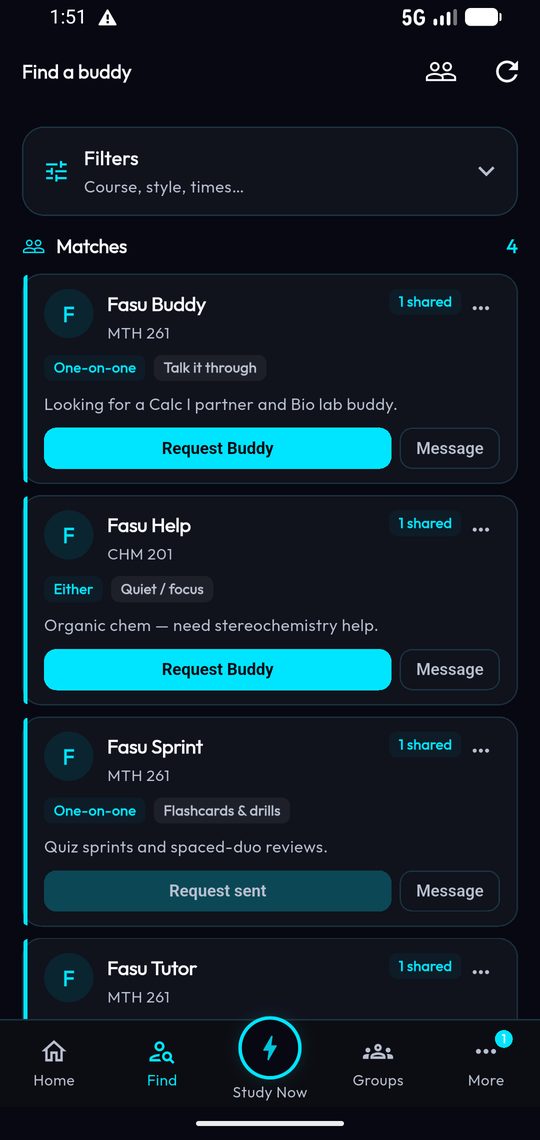 1:51
5G
Find a buddy
Filters
Course, style, times…
Matches 4
F Fasu Buddy 1 shared
MTH 261
One-on-one Talk it through
Looking for a Calc I partner and Bio lab buddy.
Request Buddy Message
F Fasu Help 1 shared
CHM 201
Either Quiet / focus
Organic chem — need stereochemistry help.
Request Buddy Message
F Fasu Sprint 1 shared
MTH 261
One-on-one Flashcards & drills
Quiz sprints and spaced-duo reviews.
Request sent Message
F Fasu Tutor 1 shared
MTH 261
1
Home Find Study Now Groups More